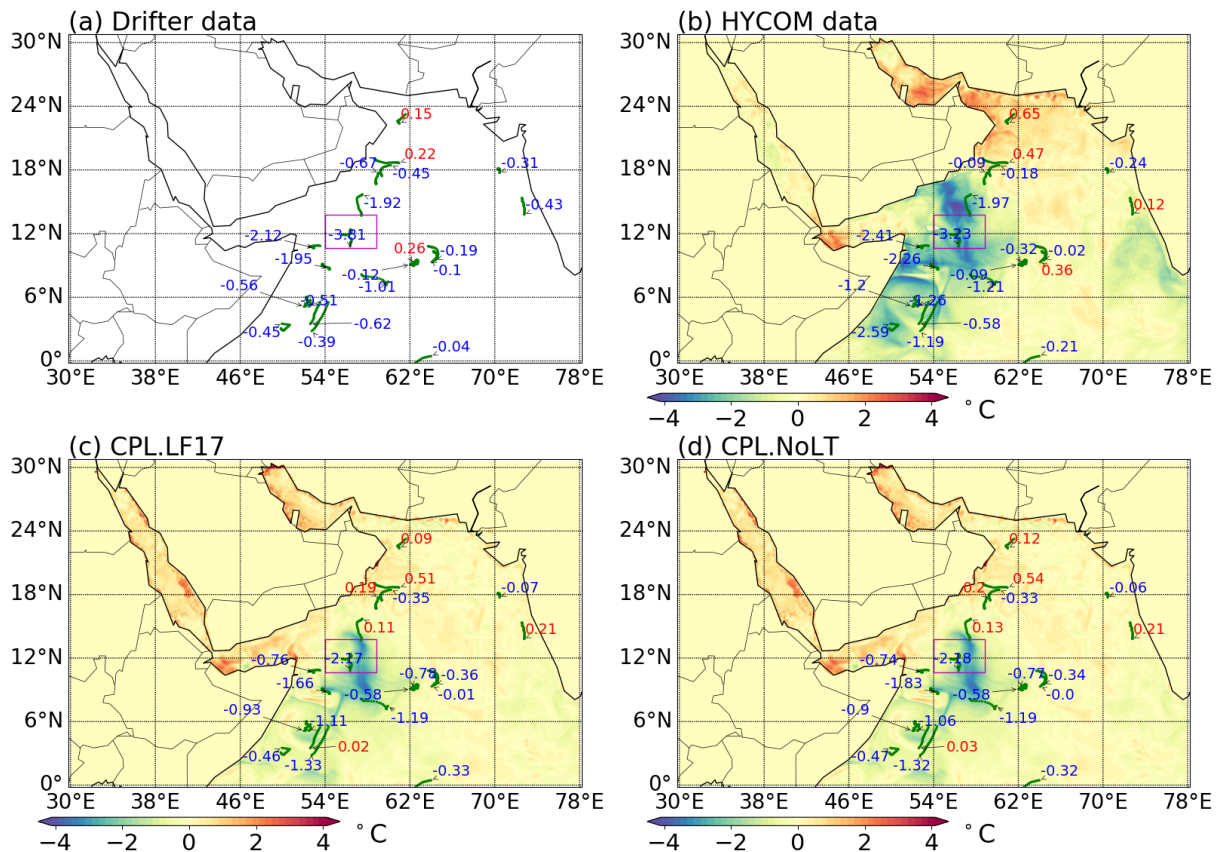 (a) Drifter data
30°N
24°N
18°N
12°N
6°N
0°
0.15
0.22
-0.67
-0.45
-0.31
-1.92
-0.43
-3.81
-2.12
0.26
-0.19
-1.95
-0.12
-0.1
-0.56
-1.01
-0.51
-0.45
-0.62
-0.39
-0.04
30°E 38°E 46°E 54°E 62°E 70°E 78°E
(b) HYCOM data
30°N
24°N
18°N
12°N
6°N
0°
0.65
0.47
-0.09
-0.18
-0.24
-1.97
0.12
-3.23
-2.41
-0.32
-0.02
-2.26
-0.09
0.36
-1.2
-1.21
-1.26
-2.59
-0.58
-1.19
-0.21
30°E 38°E 46°E 54°E 62°E 70°E 78°E
−4 −2 0 2 4 °C
(c) CPL.LF17
30°N
24°N
18°N
12°N
6°N
0°
0.09
0.51
0.19
-0.35
-0.07
0.11
0.21
-2.17
-0.76
-0.78
-0.36
-1.66
-0.58
-0.01
-0.93
-1.19
-1.11
-0.46
0.02
-1.33
-0.33
30°E 38°E 46°E 54°E 62°E 70°E 78°E
−4 −2 0 2 4 °C
(d) CPL.NoLT
30°N
24°N
18°N
12°N
6°N
0°
0.12
0.54
0.2
-0.33
-0.06
0.13
0.21
-2.18
-0.74
-0.77
-0.34
-1.83
-0.58
-0.0
-0.9
-1.19
-1.06
-0.47
0.03
-1.32
-0.32
30°E 38°E 46°E 54°E 62°E 70°E 78°E
−4 −2 0 2 4 °C